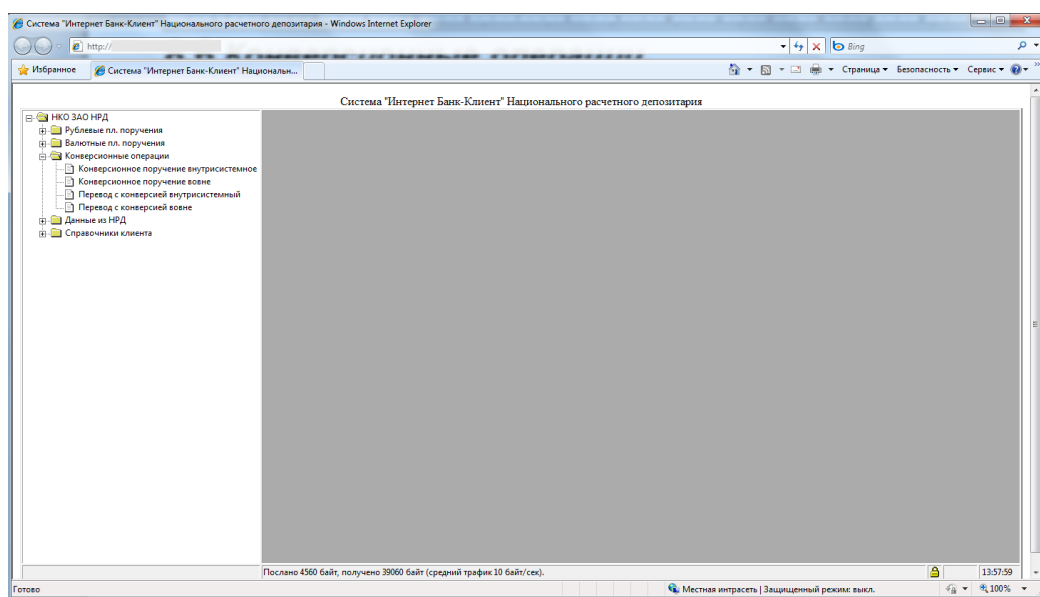 Система "Интернет Банк-Клиент" Национального расчетного депозитария - Windows Internet Explorer
http://
Bing
Избранное
Система "Интернет Банк-Клиент" Национальн...
Страница
Безопасность
Сервис
Система "Интернет Банк-Клиент" Национального расчетного депозитария
НКО ЗАО НРД
Рублевые пл. поручения
Валютные пл. поручения
Конверсионные операции
Конверсионное поручение внутрисистемное
Конверсионное поручение вовне
Перевод с конверсией внутрисистемный
Перевод с конверсией вовне
Данные из НРД
Справочники клиента
Послано 4560 байт, получено 39060 байт (средний трафик 10 байт/сек).
13:57:59
Готово
Местная интрасеть | Защищенный режим: выкл.
100%